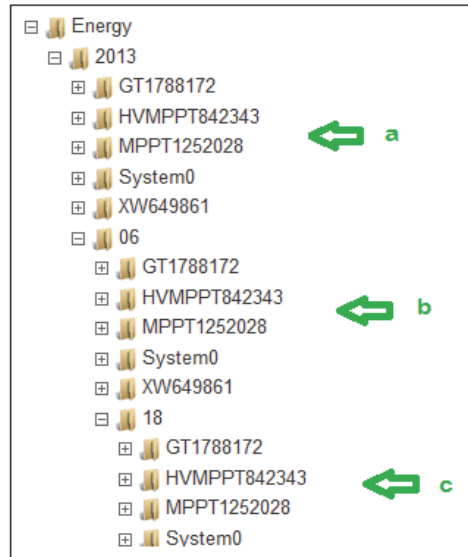 Energy
2013
GT1788172
HVMPPT842343
MPPT1252028
a
System0
XW649861
06
GT1788172
HVMPPT842343
b
MPPT1252028
System0
XW649861
18
GT1788172
HVMPPT842343
c
MPPT1252028
System0